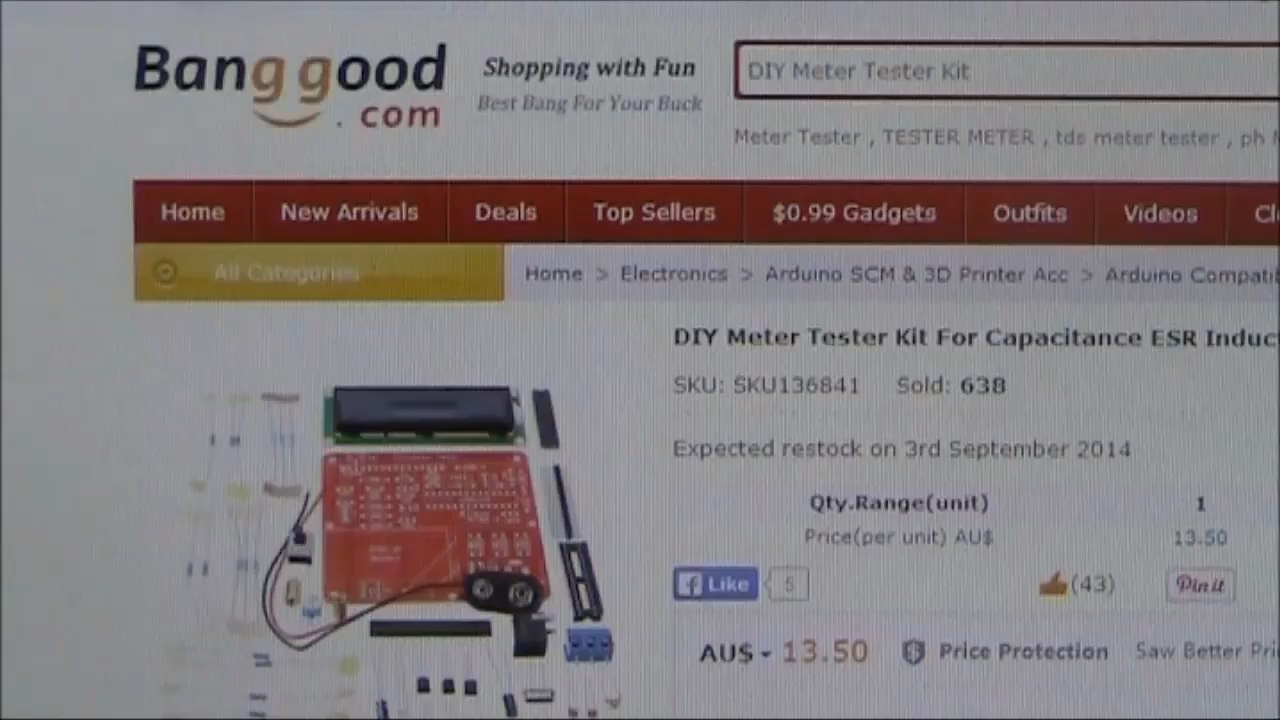 Banggood
.com
Shopping with Fun
Best Bang For Your Buck
DIY Meter Tester Kit
Meter Tester , TESTER METER , tds meter tester , ph
Home New Arrivals Deals Top Sellers $0.99 Gadgets Outfits Videos Cl
All Categories
Home > Electronics > Arduino SCM & 3D Printer Acc > Arduino Compati
DIY Meter Tester Kit For Capacitance ESR Induc
SKU: SKU136841 Sold: 638
Expected restock on 3rd September 2014
Qty.Range(unit) 1
Price(per unit) AU$ 13.50
f Like 5 (43) Pin it
AU$ 13.50 Price Protection Saw Better Pri